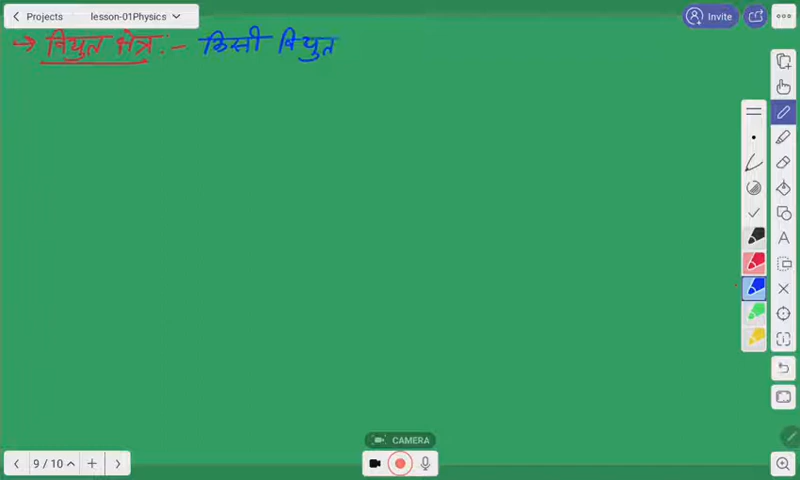 Projects
lesson-01Physics
Invite
→ विद्युत क्षेत्र :- किसी विद्युत
A
CAMERA
9 / 10